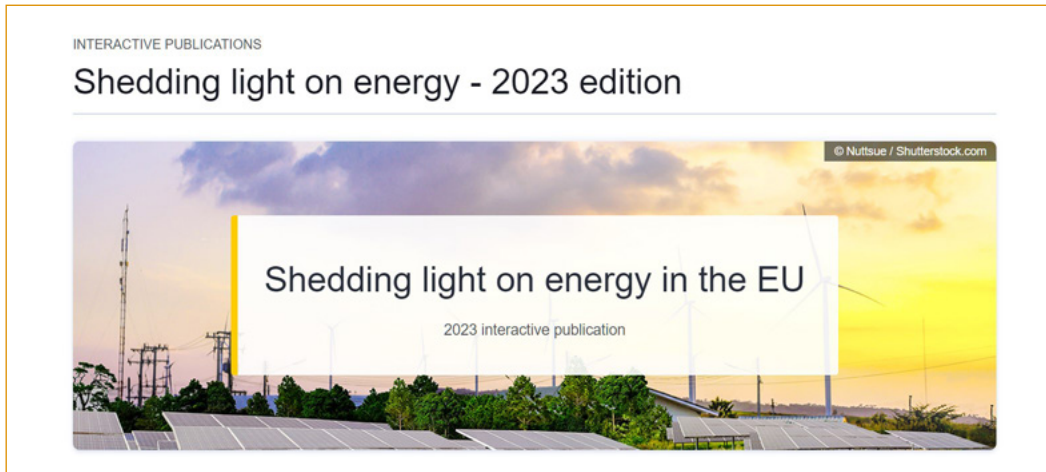 INTERACTIVE PUBLICATIONS
Shedding light on energy - 2023 edition
© Nuttsue / Shutterstock.com
Shedding light on energy in the EU
2023 interactive publication